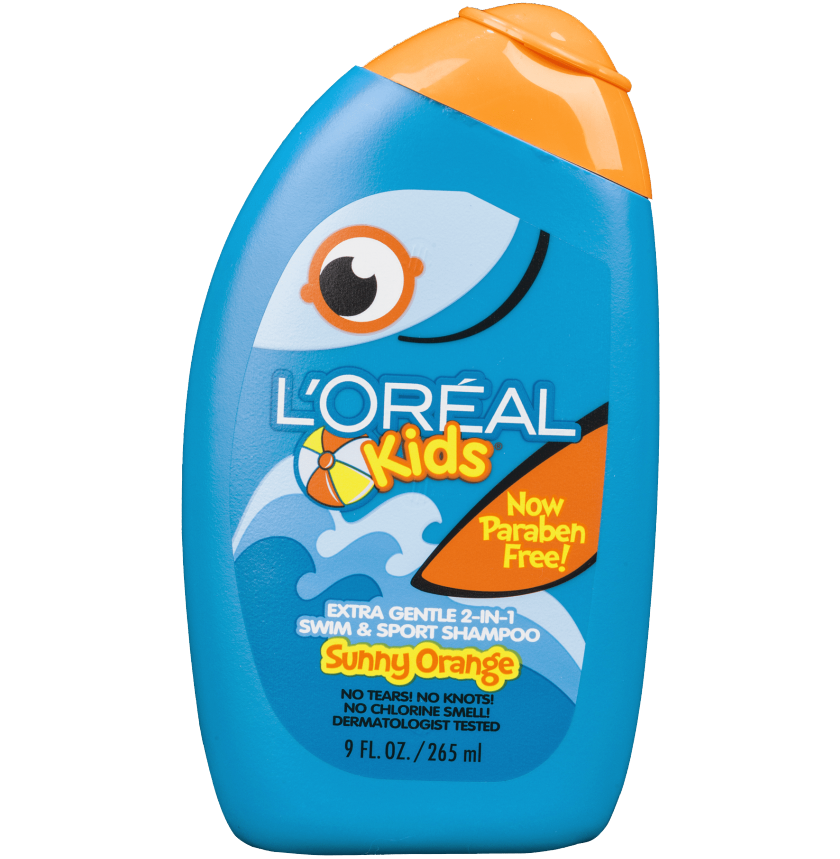 L'ORÉAL
Kids®
Now
Paraben
Free!
EXTRA GENTLE 2-IN-1
SWIM & SPORT SHAMPOO
Sunny Orange
NO TEARS! NO KNOTS!
NO CHLORINE SMELL!
DERMATOLOGIST TESTED
9 FL. OZ. / 265 ml